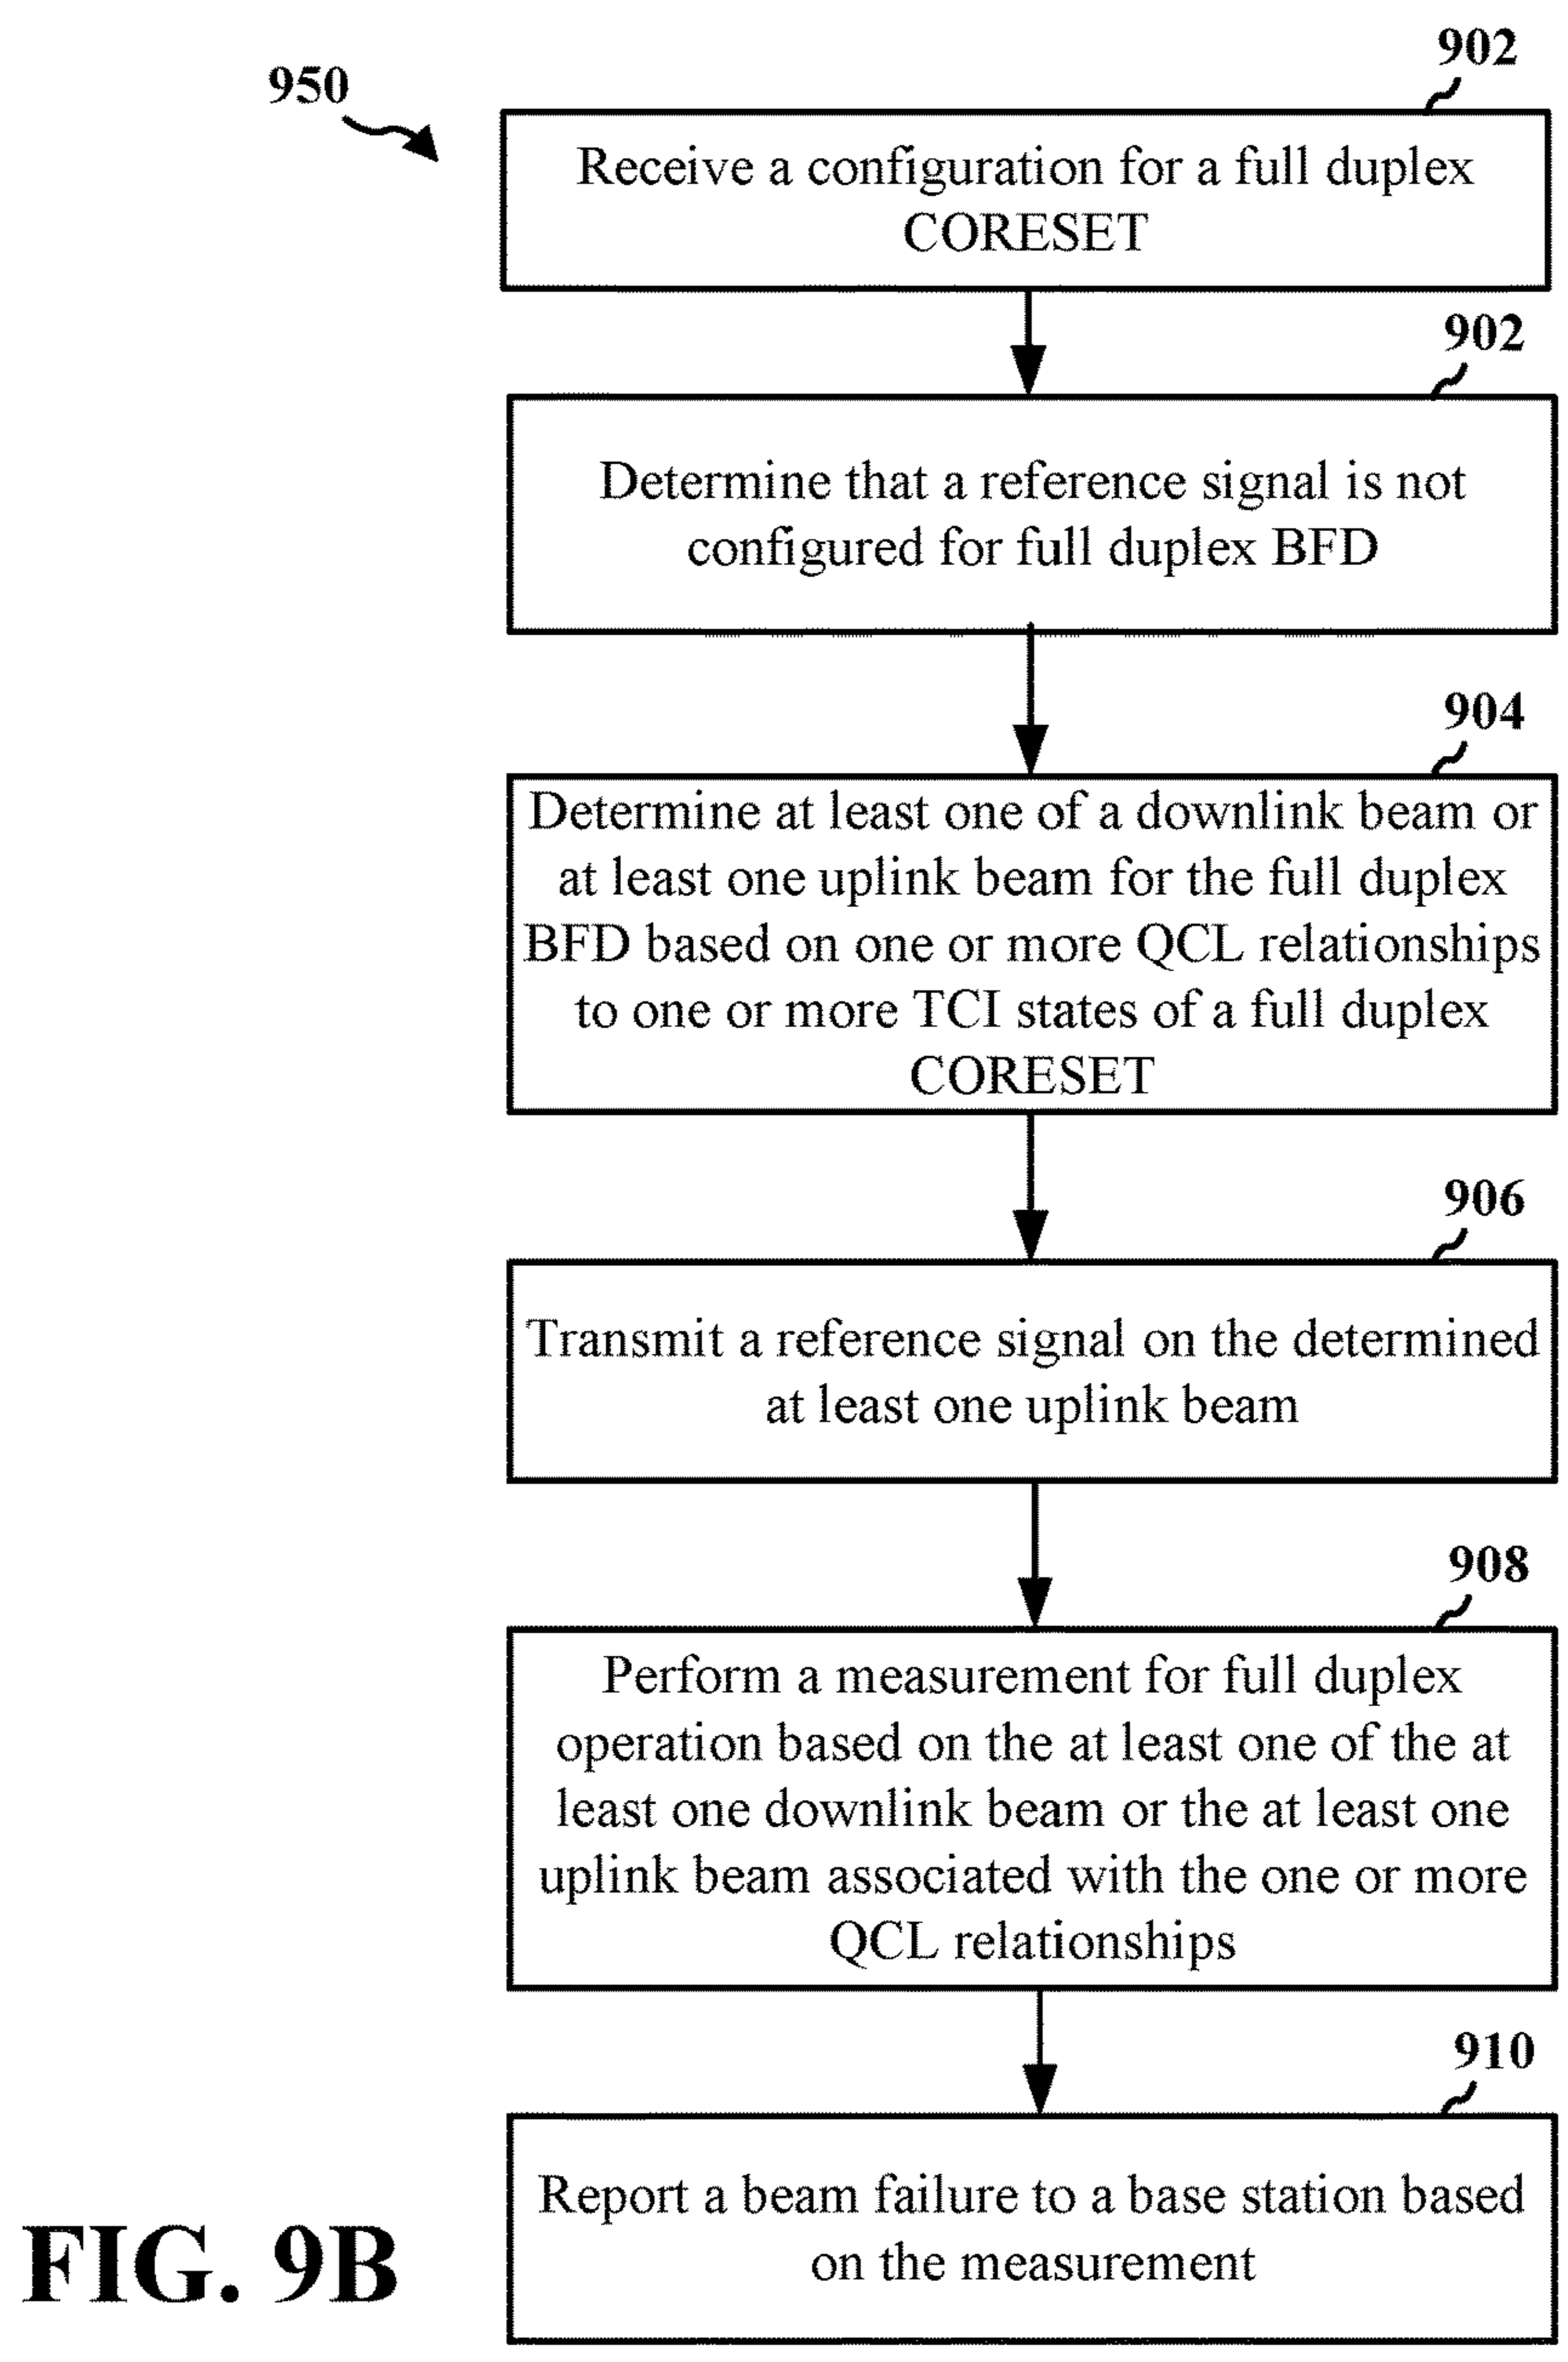 950
902
Receive a configuration for a full duplex
CORESET
902
Determine that a reference signal is not
configured for full duplex BFD
904
Determine at least one of a downlink beam or
at least one uplink beam for the full duplex
BFD based on one or more QCL relationships
to one or more TCI states of a full duplex
CORESET
906
Transmit a reference signal on the determined
at least one uplink beam
908
Perform a measurement for full duplex
operation based on the at least one of the at
least one downlink beam or the at least one
uplink beam associated with the one or more
QCL relationships
910
Report a beam failure to a base station based
on the measurement
FIG. 9B